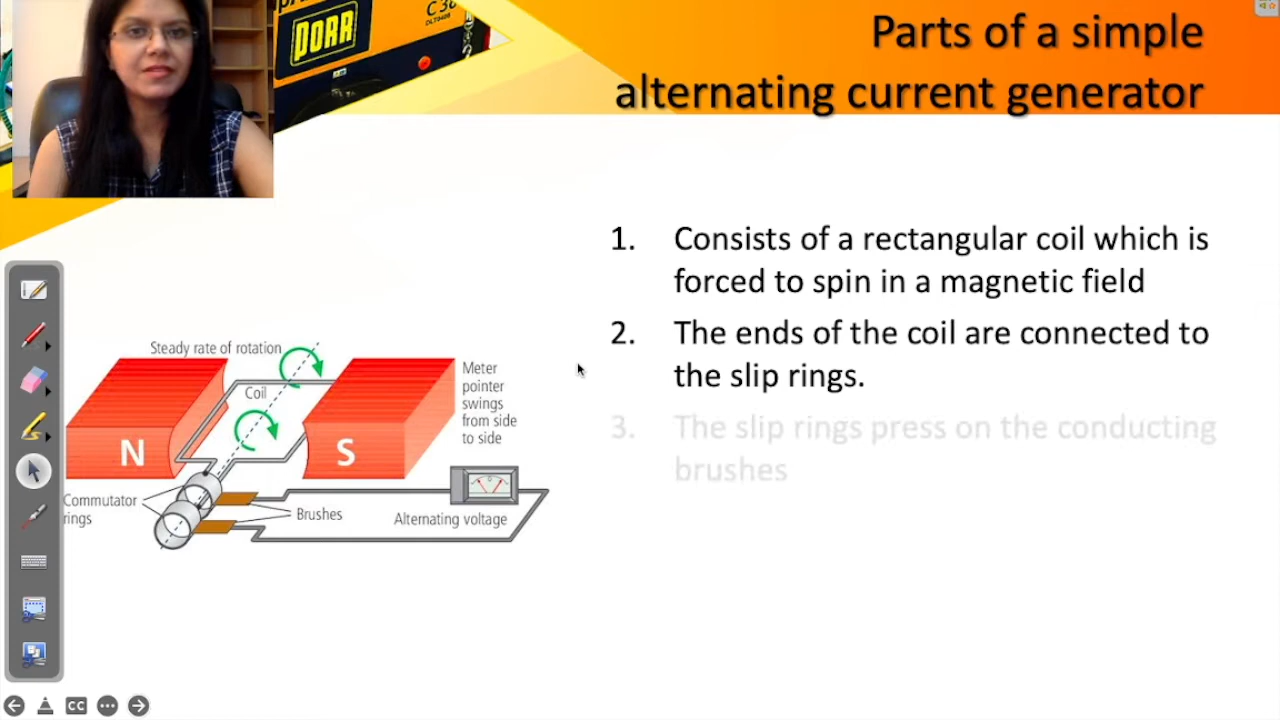 PORR
C 30
DLT0408
Parts of a simple
alternating current generator
1. Consists of a rectangular coil which is
forced to spin in a magnetic field
2. The ends of the coil are connected to
the slip rings.
3. The slip rings press on the conducting
brushes
Steady rate of rotation
Coil
N
S
Meter
pointer
swings
from side
to side
Commutator
rings
Brushes
Alternating voltage
CC